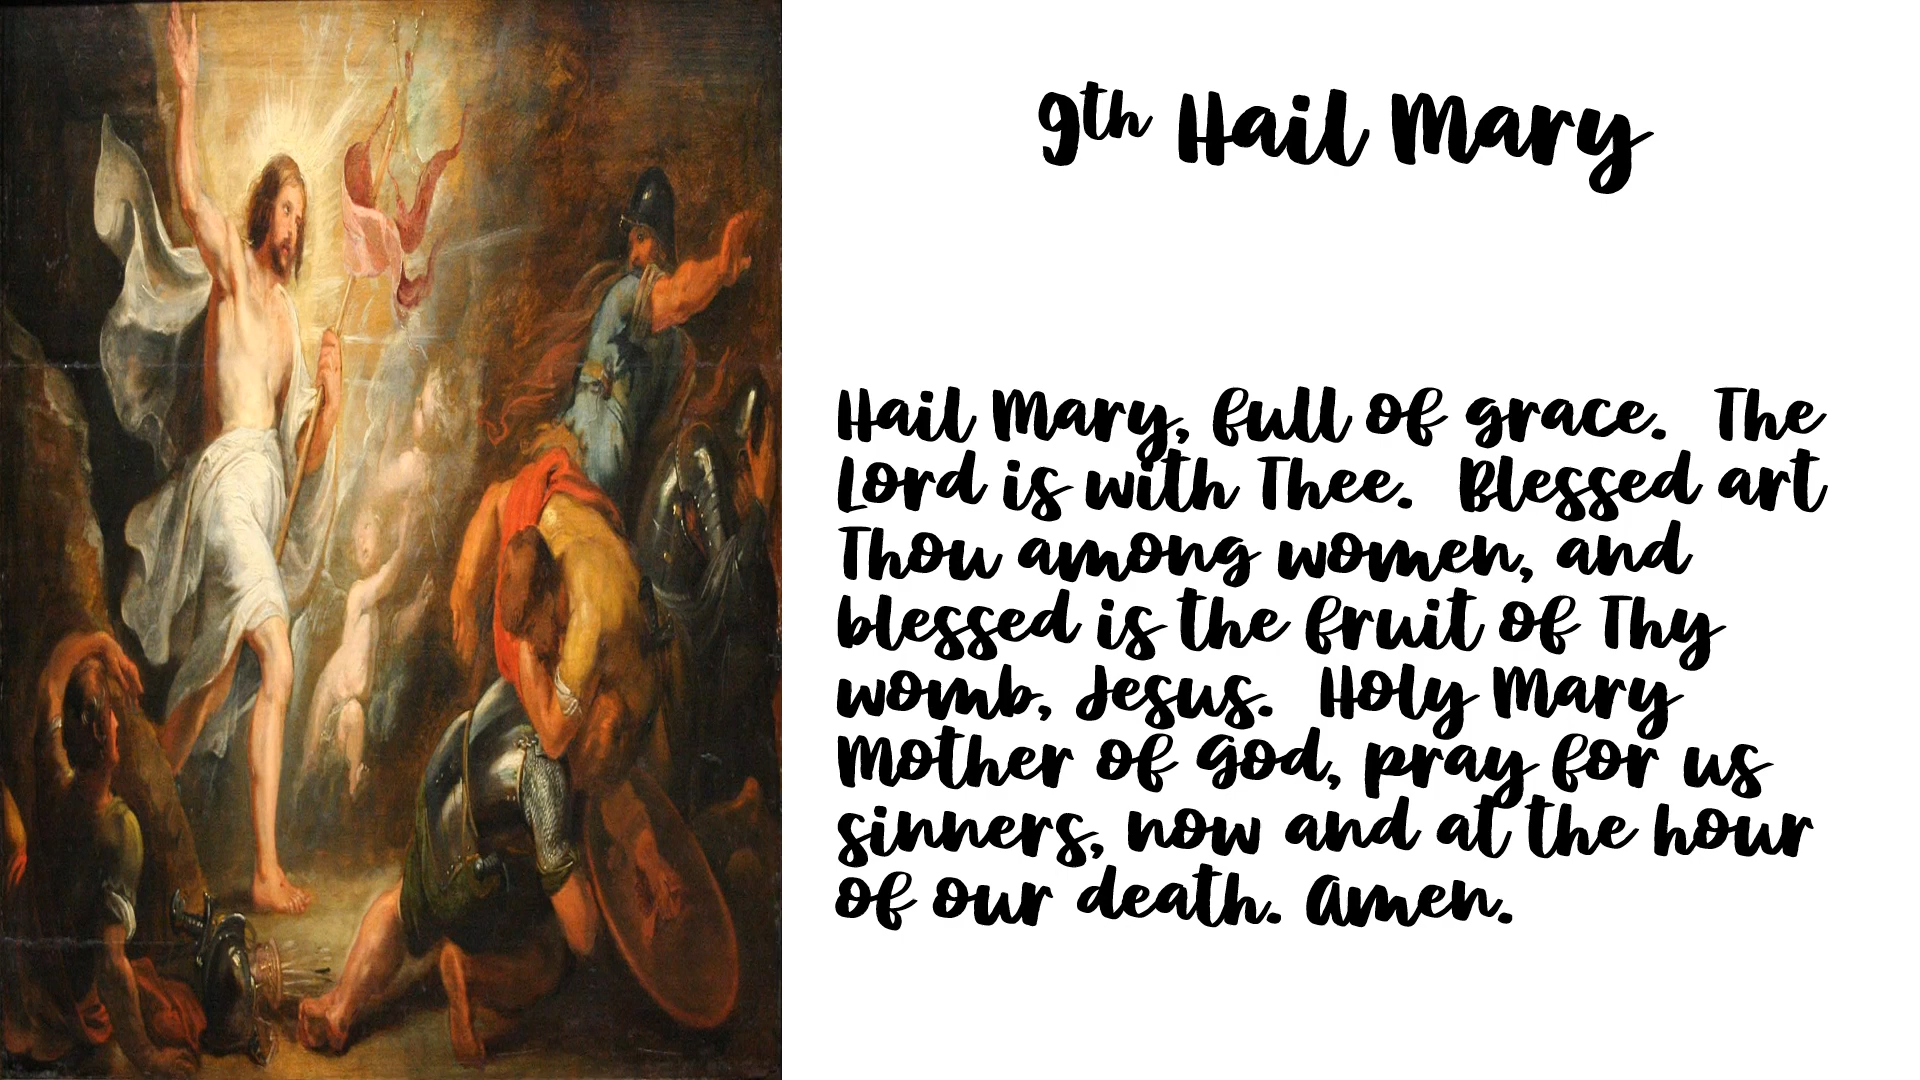 9th Hail Mary
Hail Mary, full of grace.  The
Lord is with Thee.  Blessed art
Thou among women, and
blessed is the fruit of Thy
womb, Jesus.  Holy Mary
Mother of God, pray for us
sinners, now and at the hour
of our death. Amen.